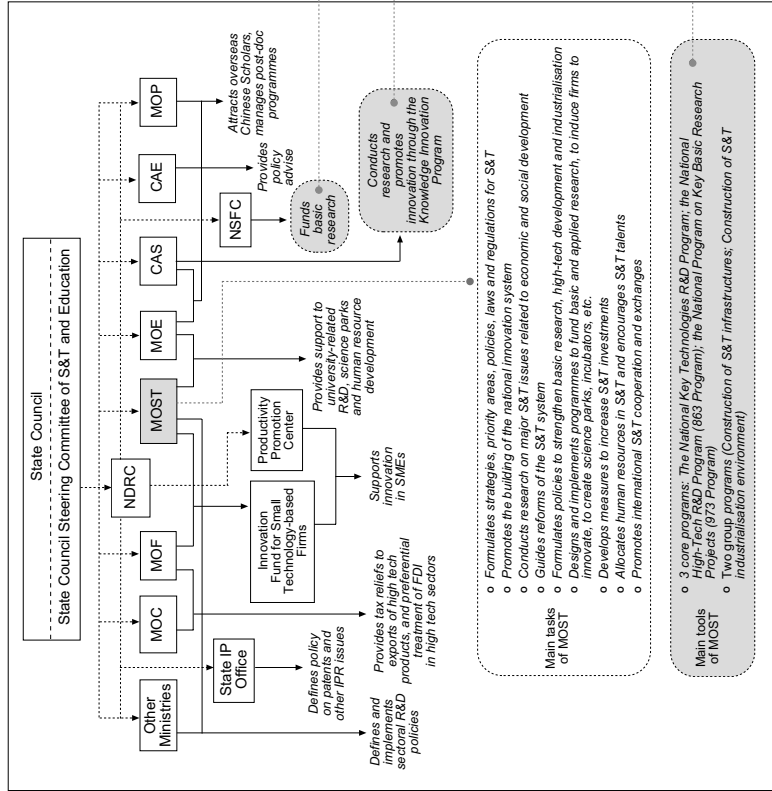 State Council
State Council Steering Committee of S&T and Education
Other
Ministries
MOC
MOF
NDRC
MOST
MOE
CAS
CAE
MOP
State IP
Office
NSFC
Innovation
Fund for Small
Technology-based
Firms
Productivity
Promotion
Center
Defines and
implements
sectoral R&D
policies
Defines policy
on patents and
other IPR issues
Provides tax reliefs to
exports of high tech
products, and preferential
treatment of FDI
in high tech sectors
Supports
innovation
in SMEs
Provides support to
university-related
R&D, science parks
and human resource
development
Funds
basic
research
Provides
policy
advise
Attracts overseas
Chinese Scholars,
manages post-doc
programmes
Conducts
research and
promotes
innovation through the
Knowledge Innovation
Program
Main tasks
of MOST
o Formulates strategies, priority areas, policies, laws and regulations for S&T
o Promotes the building of the national innovation system
o Conducts research on major S&T issues related to economic and social development
o Guides reforms of the S&T system
o Formulates policies to strengthen basic research, high-tech development and industrialisation
o Designs and implements programmes to fund basic and applied research, to induce firms to
innovate, to create science parks, incubators, etc.
o Develops measures to increase S&T investments
o Allocates human resources in S&T and encourages S&T talents
o Promotes international S&T cooperation and exchanges
Main tools
of MOST
o 3 core programs: The National Key Technologies R&D Program; the National
High-Tech R&D Program (863 Program); the National Program on Key Basic Research
Projects (973 Program)
o Two group programs (Construction of S&T infrastructures; Construction of S&T
industrialisation environment)